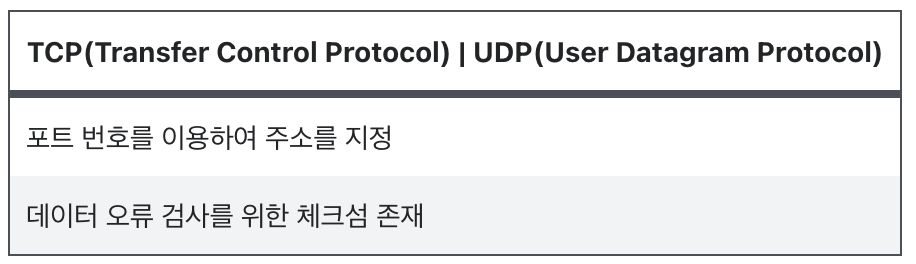 TCP(Transfer Control Protocol) | UDP(User Datagram Protocol)
포트 번호를 이용하여 주소를 지정
데이터 오류 검사를 위한 체크섬 존재